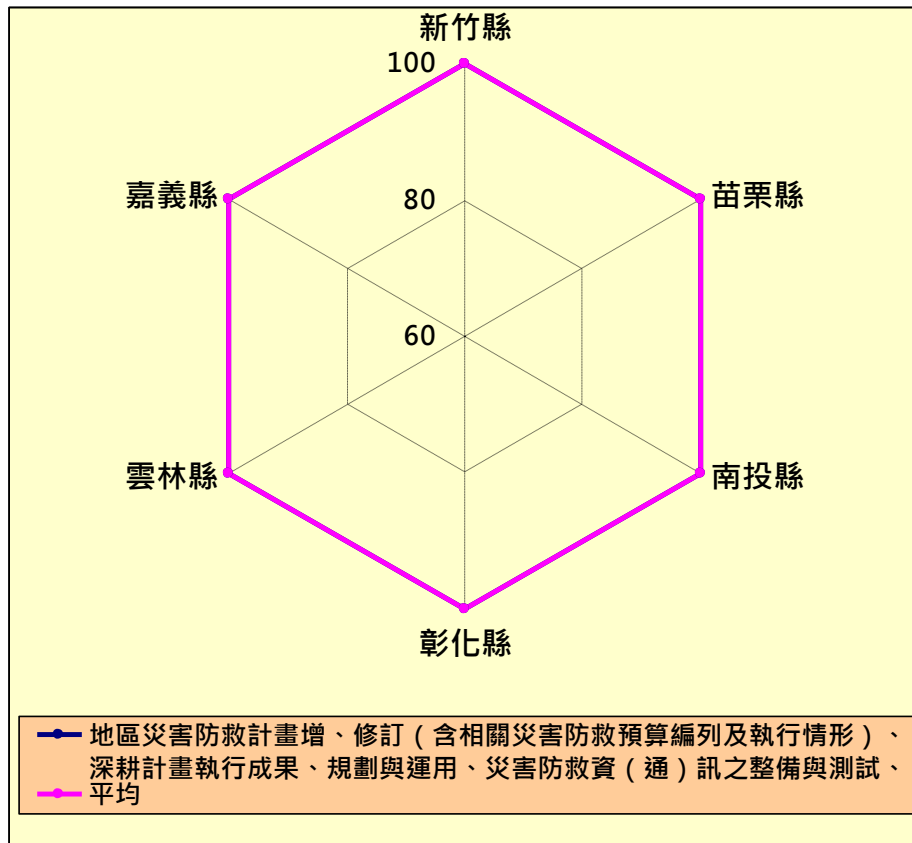 新竹縣
100
嘉義縣
苗栗縣
80
60
雲林縣
南投縣
彰化縣
地區災害防救計畫增、修訂（含相關災害防救預算編列及執行情形）、
深耕計畫執行成果、規劃與運用、災害防救資（通）訊之整備與測試、
平均